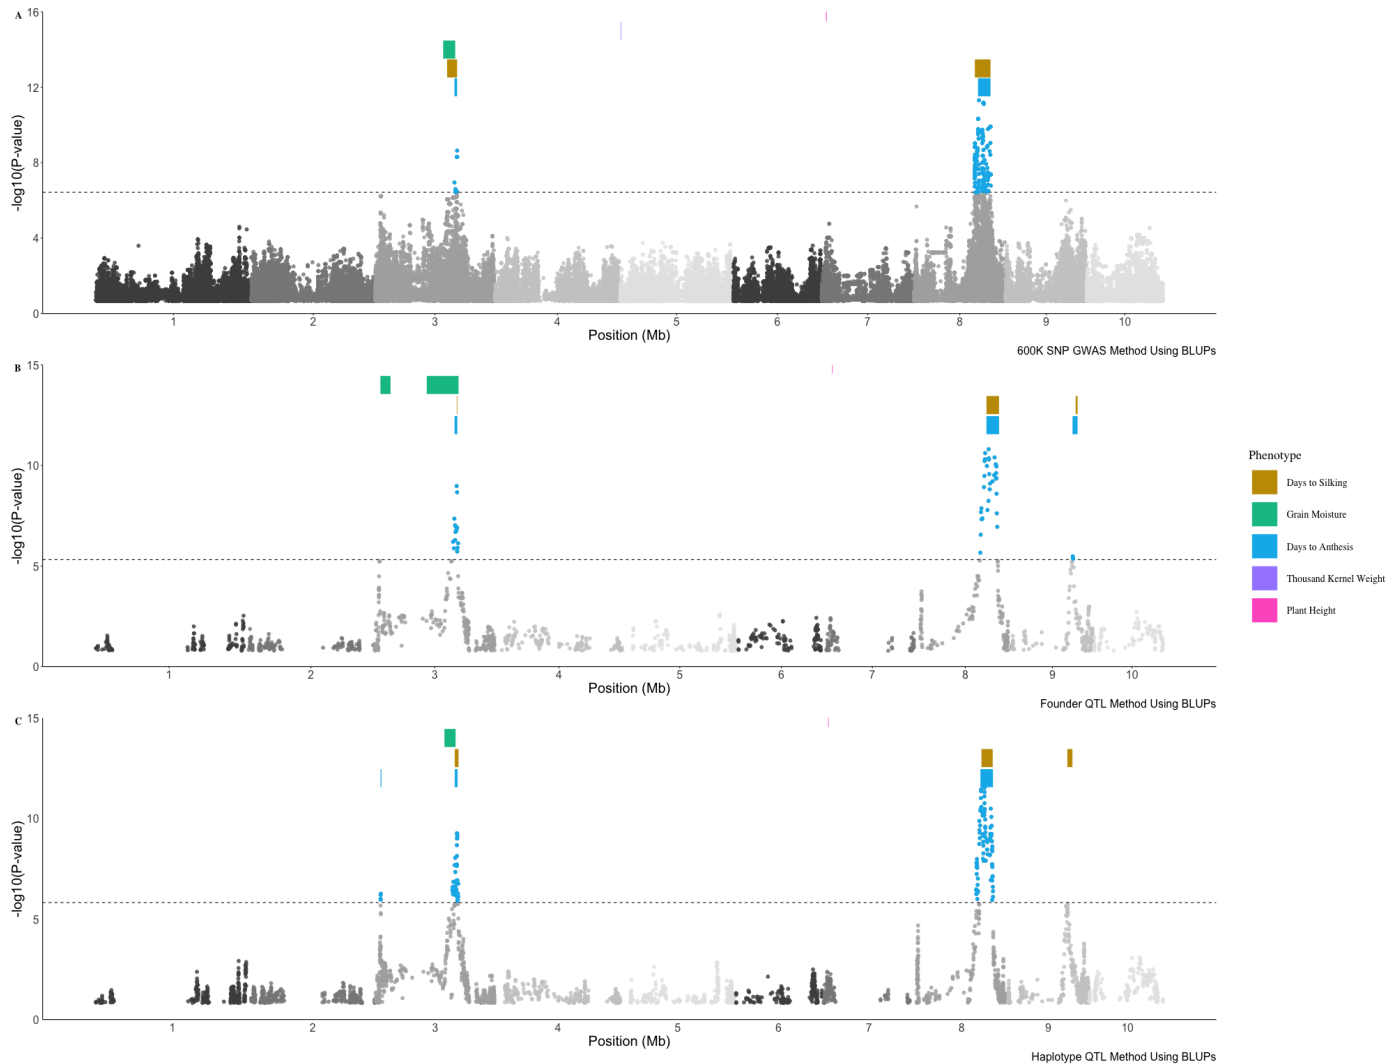 A
16
12
8
4
0
-log10(P-value)
1 2 3 4 5 6 7 8 9 10
Position (Mb)
600K SNP GWAS Method Using BLUPs
B
15
10
5
0
-log10(P-value)
1 2 3 4 5 6 7 8 9 10
Position (Mb)
Founder QTL Method Using BLUPs
Phenotype
Days to Silking
Grain Moisture
Days to Anthesis
Thousand Kernel Weight
Plant Height
C
15
10
5
0
-log10(P-value)
1 2 3 4 5 6 7 8 9 10
Position (Mb)
Haplotype QTL Method Using BLUPs